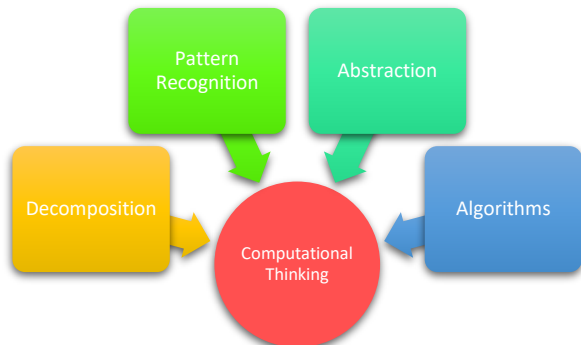 Pattern
Recognition
Abstraction
Decomposition
Algorithms
Computational
Thinking